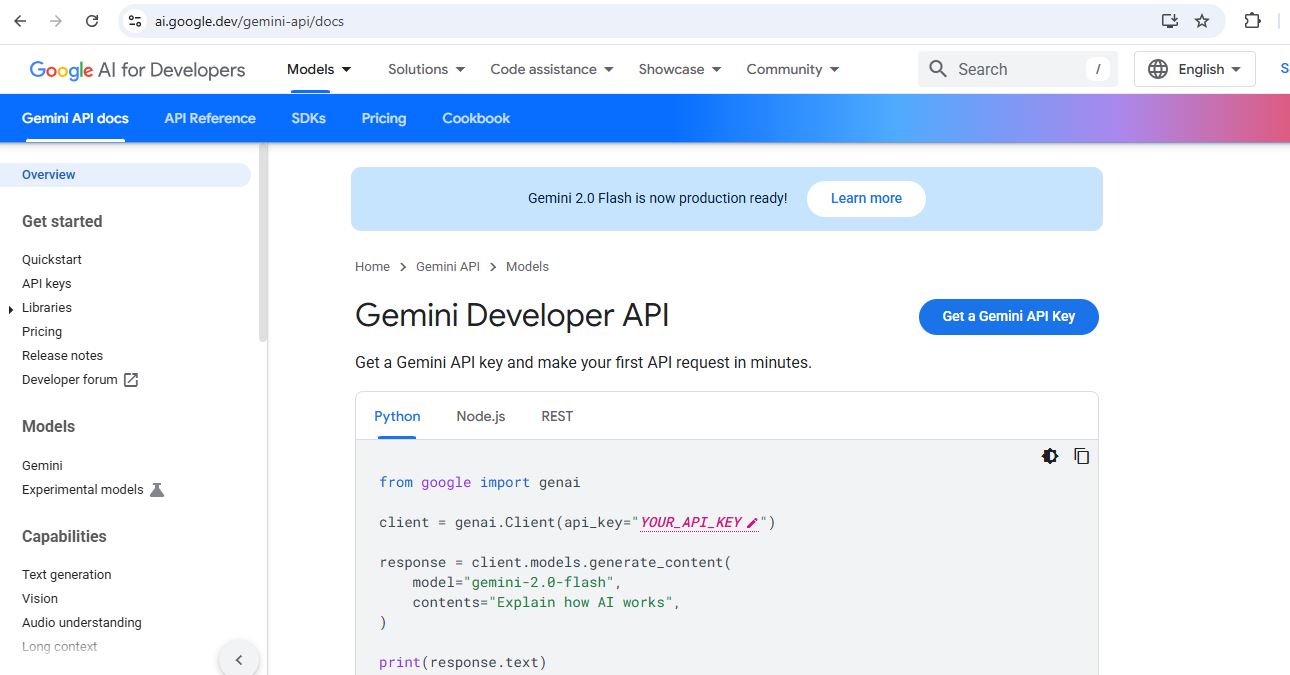 ai.google.dev/gemini-api/docs
Google AI for Developers Models Solutions Code assistance Showcase Community Search / English S
Gemini API docs API Reference SDKs Pricing Cookbook
Overview
Get started
Quickstart
API keys
Libraries
Pricing
Release notes
Developer forum
Models
Gemini
Experimental models
Capabilities
Text generation
Vision
Audio understanding
Long context
Gemini 2.0 Flash is now production ready! Learn more
Home > Gemini API > Models
Gemini Developer API
Get a Gemini API Key
Get a Gemini API key and make your first API request in minutes.
Python Node.js REST
from google import genai
client = genai.Client(api_key="YOUR_API_KEY")
response = client.models.generate_content(
    model="gemini-2.0-flash",
    contents="Explain how AI works",
)
print(response.text)